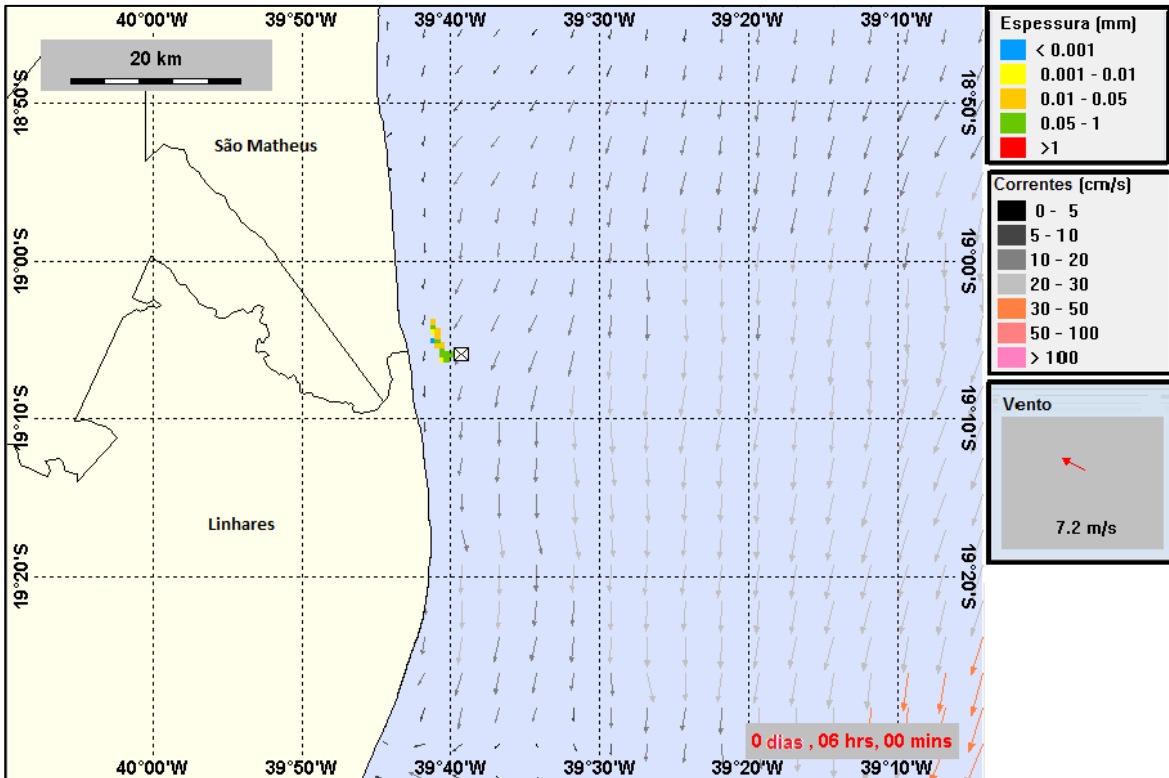 40°00'W 39°50'W 39°40'W 39°30'W 39°20'W 39°10'W
20 km
18°50'S 18°50'S
São Matheus
19°00'S 19°00'S
19°10'S 19°10'S
Linhares
19°20'S 19°20'S
0 dias , 06 hrs, 00 mins
40°00'W 39°50'W 39°40'W 39°30'W 39°20'W 39°10'W
Espessura (mm)
< 0.001
0.001 - 0.01
0.01 - 0.05
0.05 - 1
>1
Correntes (cm/s)
0 - 5
5 - 10
10 - 20
20 - 30
30 - 50
50 - 100
> 100
Vento
7.2 m/s